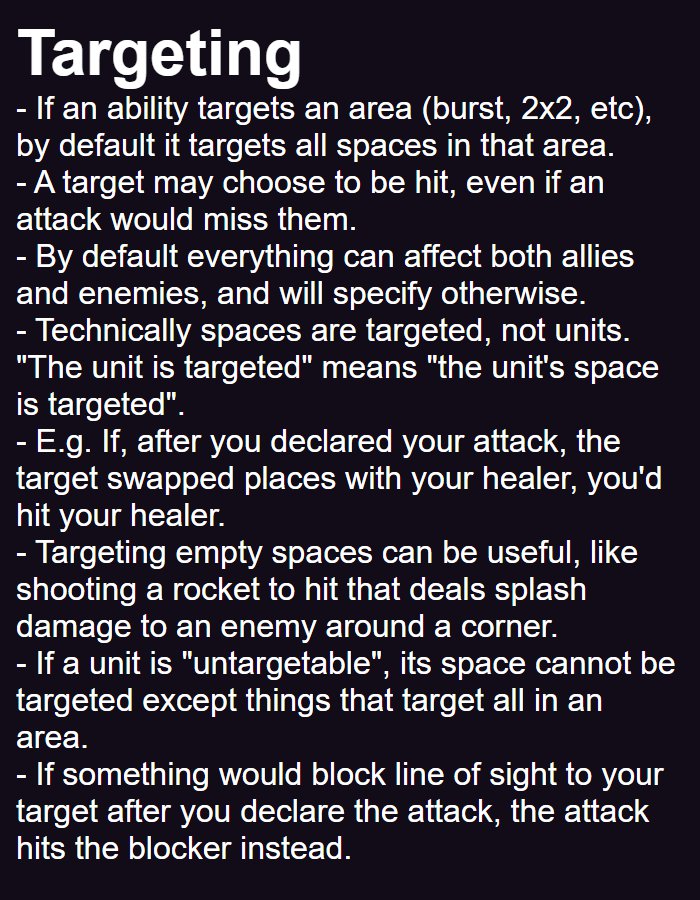 Targeting
- If an ability targets an area (burst, 2x2, etc),
by default it targets all spaces in that area.
- A target may choose to be hit, even if an
attack would miss them.
- By default everything can affect both allies
and enemies, and will specify otherwise.
- Technically spaces are targeted, not units.
"The unit is targeted" means "the unit's space
is targeted".
- E.g. If, after you declared your attack, the
target swapped places with your healer, you'd
hit your healer.
- Targeting empty spaces can be useful, like
shooting a rocket to hit that deals splash
damage to an enemy around a corner.
- If a unit is "untargetable", its space cannot be
targeted except things that target all in an
area.
- If something would block line of sight to your
target after you declare the attack, the attack
hits the blocker instead.